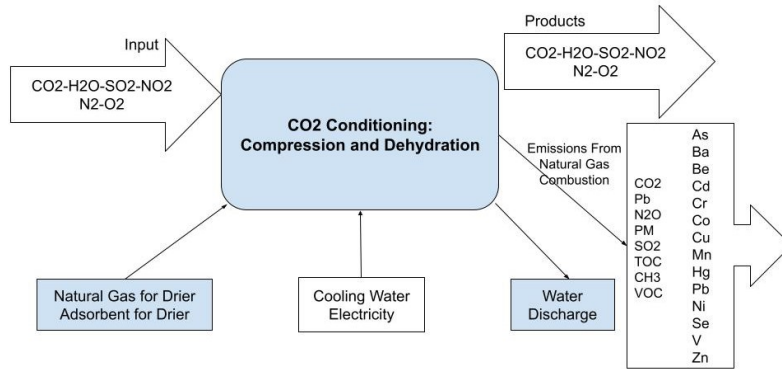 Input
CO2-H2O-SO2-NO2
N2-O2
CO2 Conditioning:
Compression and Dehydration
Products
CO2-H2O-SO2-NO2
N2-O2
Emissions From
Natural Gas
Combustion
CO2
Pb
N2O
PM
SO2
TOC
CH3
VOC
As
Ba
Be
Cd
Cr
Co
Cu
Mn
Hg
Pb
Ni
Se
V
Zn
Natural Gas for Drier
Adsorbent for Drier
Cooling Water
Electricity
Water
Discharge